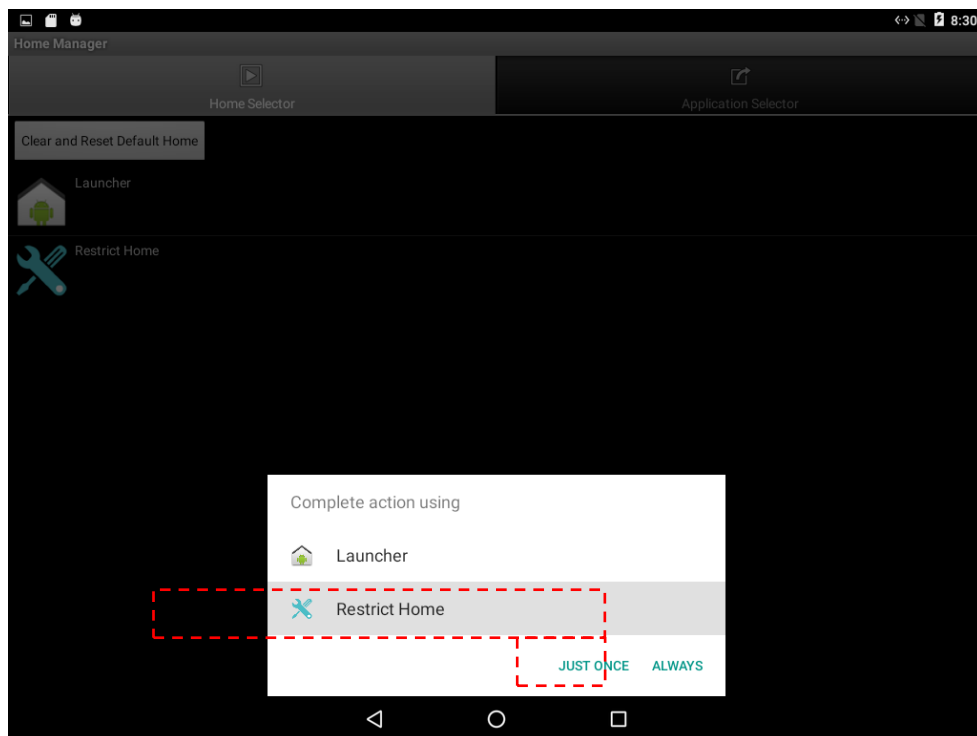 8:30
Home Manager
Home Selector
Application Selector
Clear and Reset Default Home
Launcher
Restrict Home
Complete action using
Launcher
Restrict Home
JUST ONCE ALWAYS